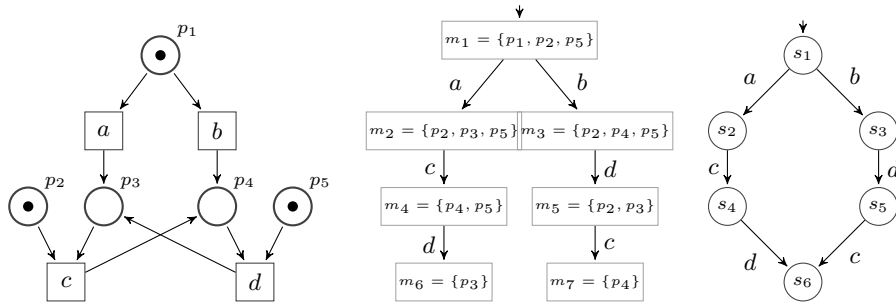 p1
a
b
p2
p3
p4
p5
c
d
m1 = {p1, p2, p5}
a
b
m2 = {p2, p3, p5}
m3 = {p2, p4, p5}
c
d
m4 = {p4, p5}
m5 = {p2, p3}
d
c
m6 = {p3}
m7 = {p4}
s1
a
b
s2
s3
c
d
s4
s5
d
c
s6